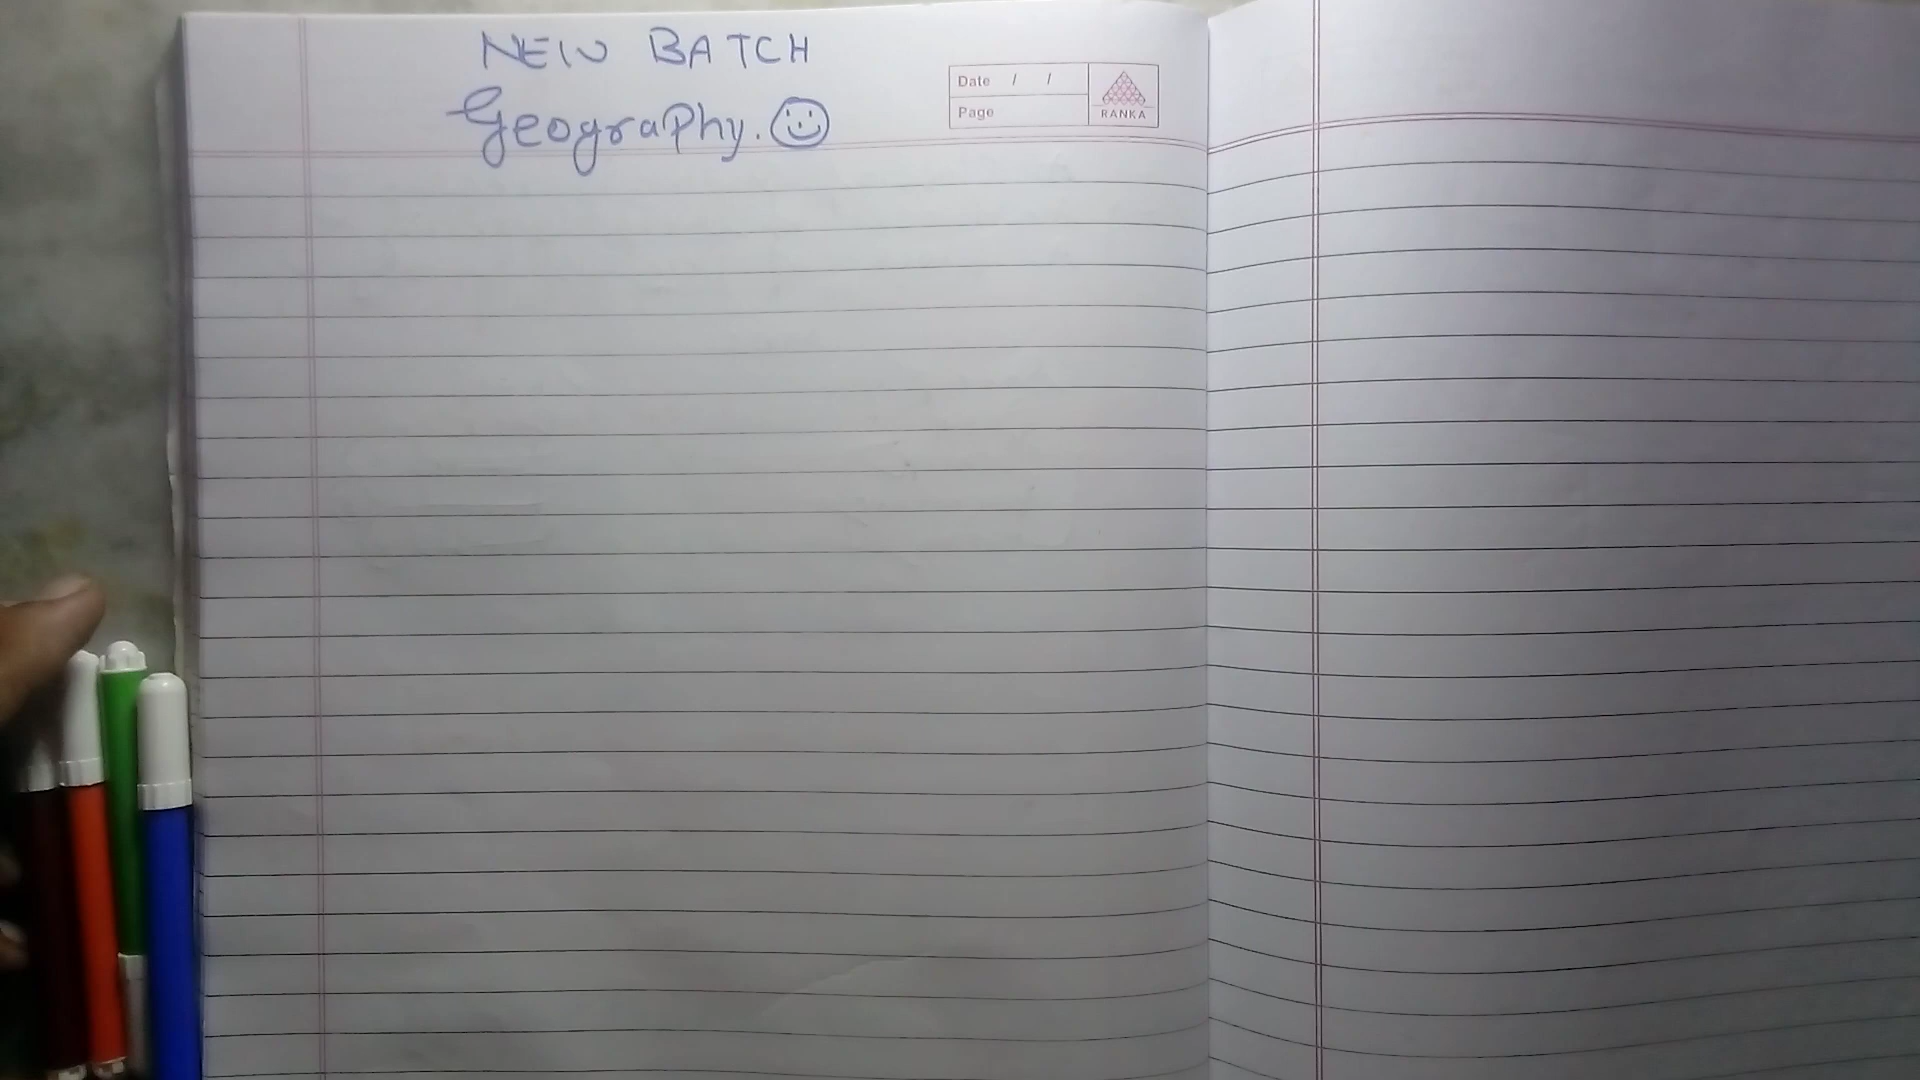 NEW BATCH
Geography.
Date / /
Page
RANKA